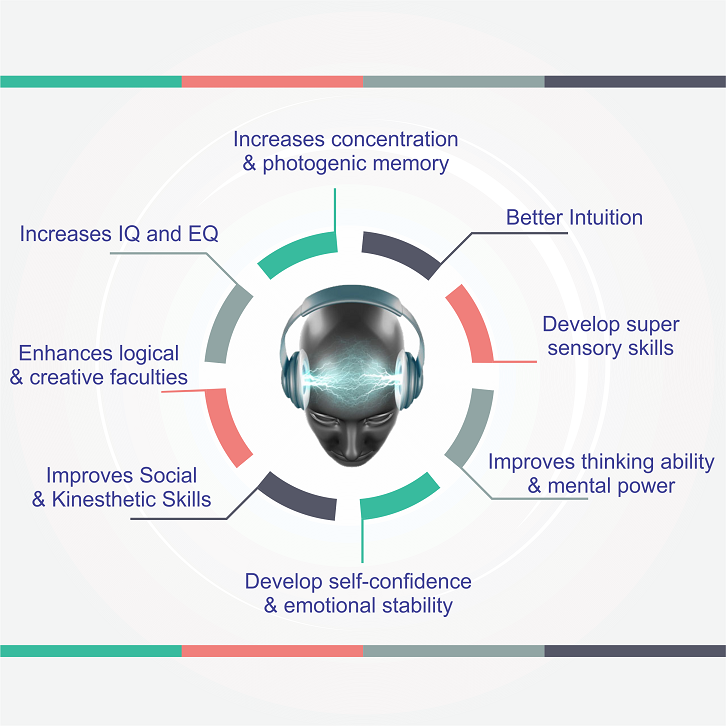 Increases concentration
& photogenic memory
Better Intuition
Increases IQ and EQ
Develop super
sensory skills
Enhances logical
& creative faculties
Improves thinking ability
& mental power
Improves Social
& Kinesthetic Skills
Develop self-confidence
& emotional stability